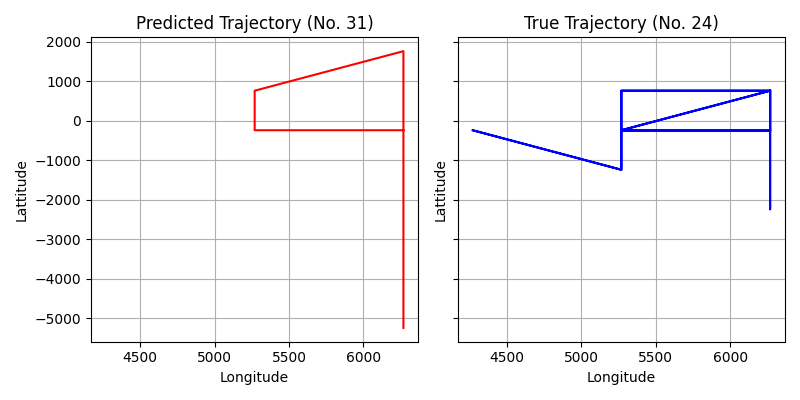 Predicted Trajectory (No. 31)
True Trajectory (No. 24)
2000
1000
0
−1000
−2000
−3000
−4000
−5000
Lattitude
Lattitude
4500 5000 5500 6000
4500 5000 5500 6000
Longitude
Longitude